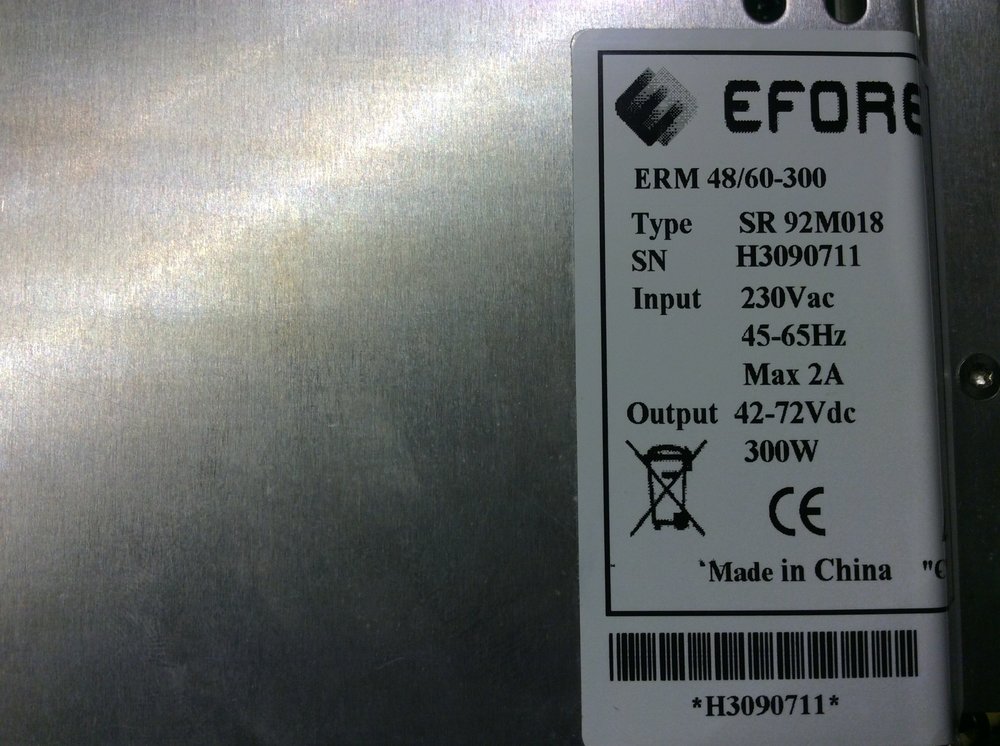 EFORE
ERM 48/60-300
Type SR 92M018
SN H3090711
Input 230Vac
45-65Hz
Max 2A
Output 42-72Vdc
300W
CE
Made in China
*H3090711*